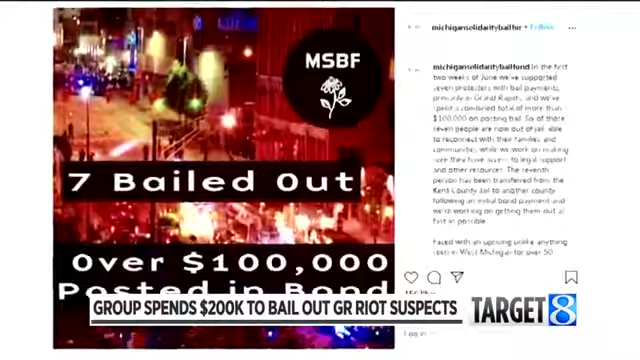 MSBF
7 Bailed Out
Over $100,000
Posted in Bond
michigansolidaritybailfun • Follow
michigansolidaritybailfund In the first
two weeks of June we've supported
seven protesters with bail payments,
primarily in Grand Rapids, and we've
spent a combined total of more than
$100,000 on posting bail. Six of those
seven people are now out of jail, able
to reconnect with their families and
communities while we work on making
sure they have access to legal support
and other resources. The seventh
person has been transferred from the
Kent County Jail to another county
following an initial bond payment and
we're working on getting them out as
fast as possible.
Faced with an uprising unlike anything
seen in West Michigan for over 50
GROUP SPENDS $200K TO BAIL OUT GR RIOT SUSPECTS
TARGET 8
Log in